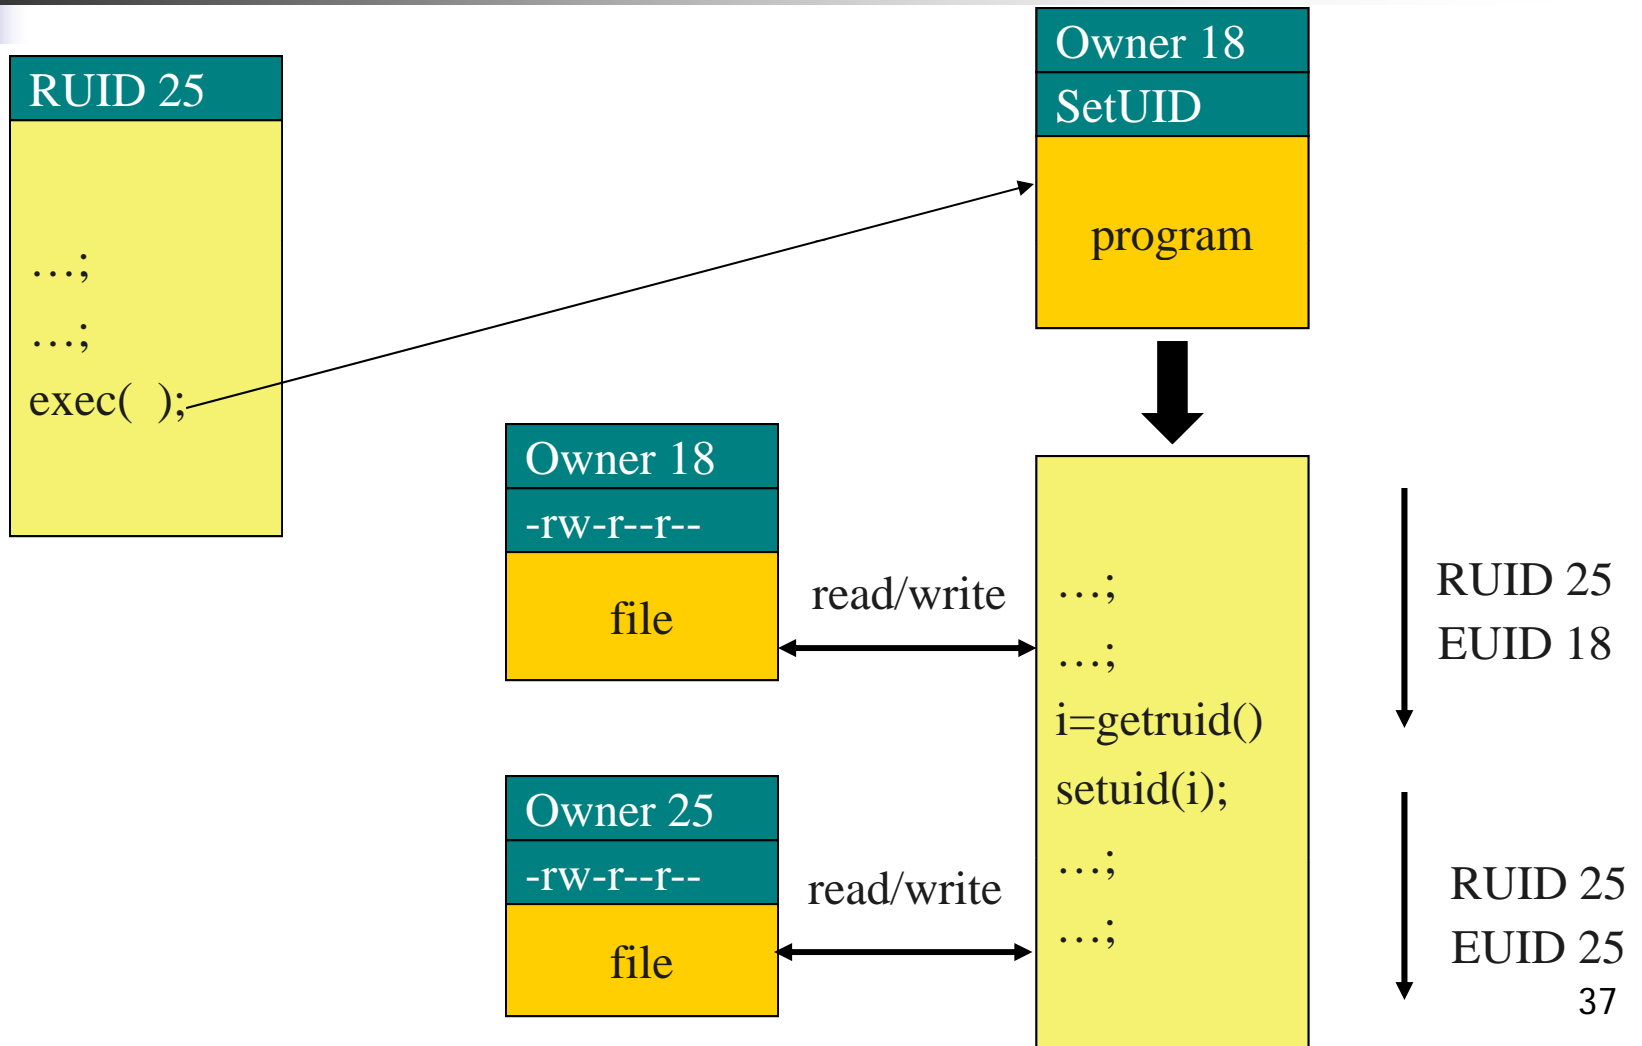 RUID 25
…;
…;
exec( );
Owner 18
SetUID
program
Owner 18
-rw-r--r--
file
read/write
Owner 25
-rw-r--r--
file
read/write
…;
…;
i=getruid()
setuid(i);
…;
…;
RUID 25
EUID 18
RUID 25
EUID 25
37